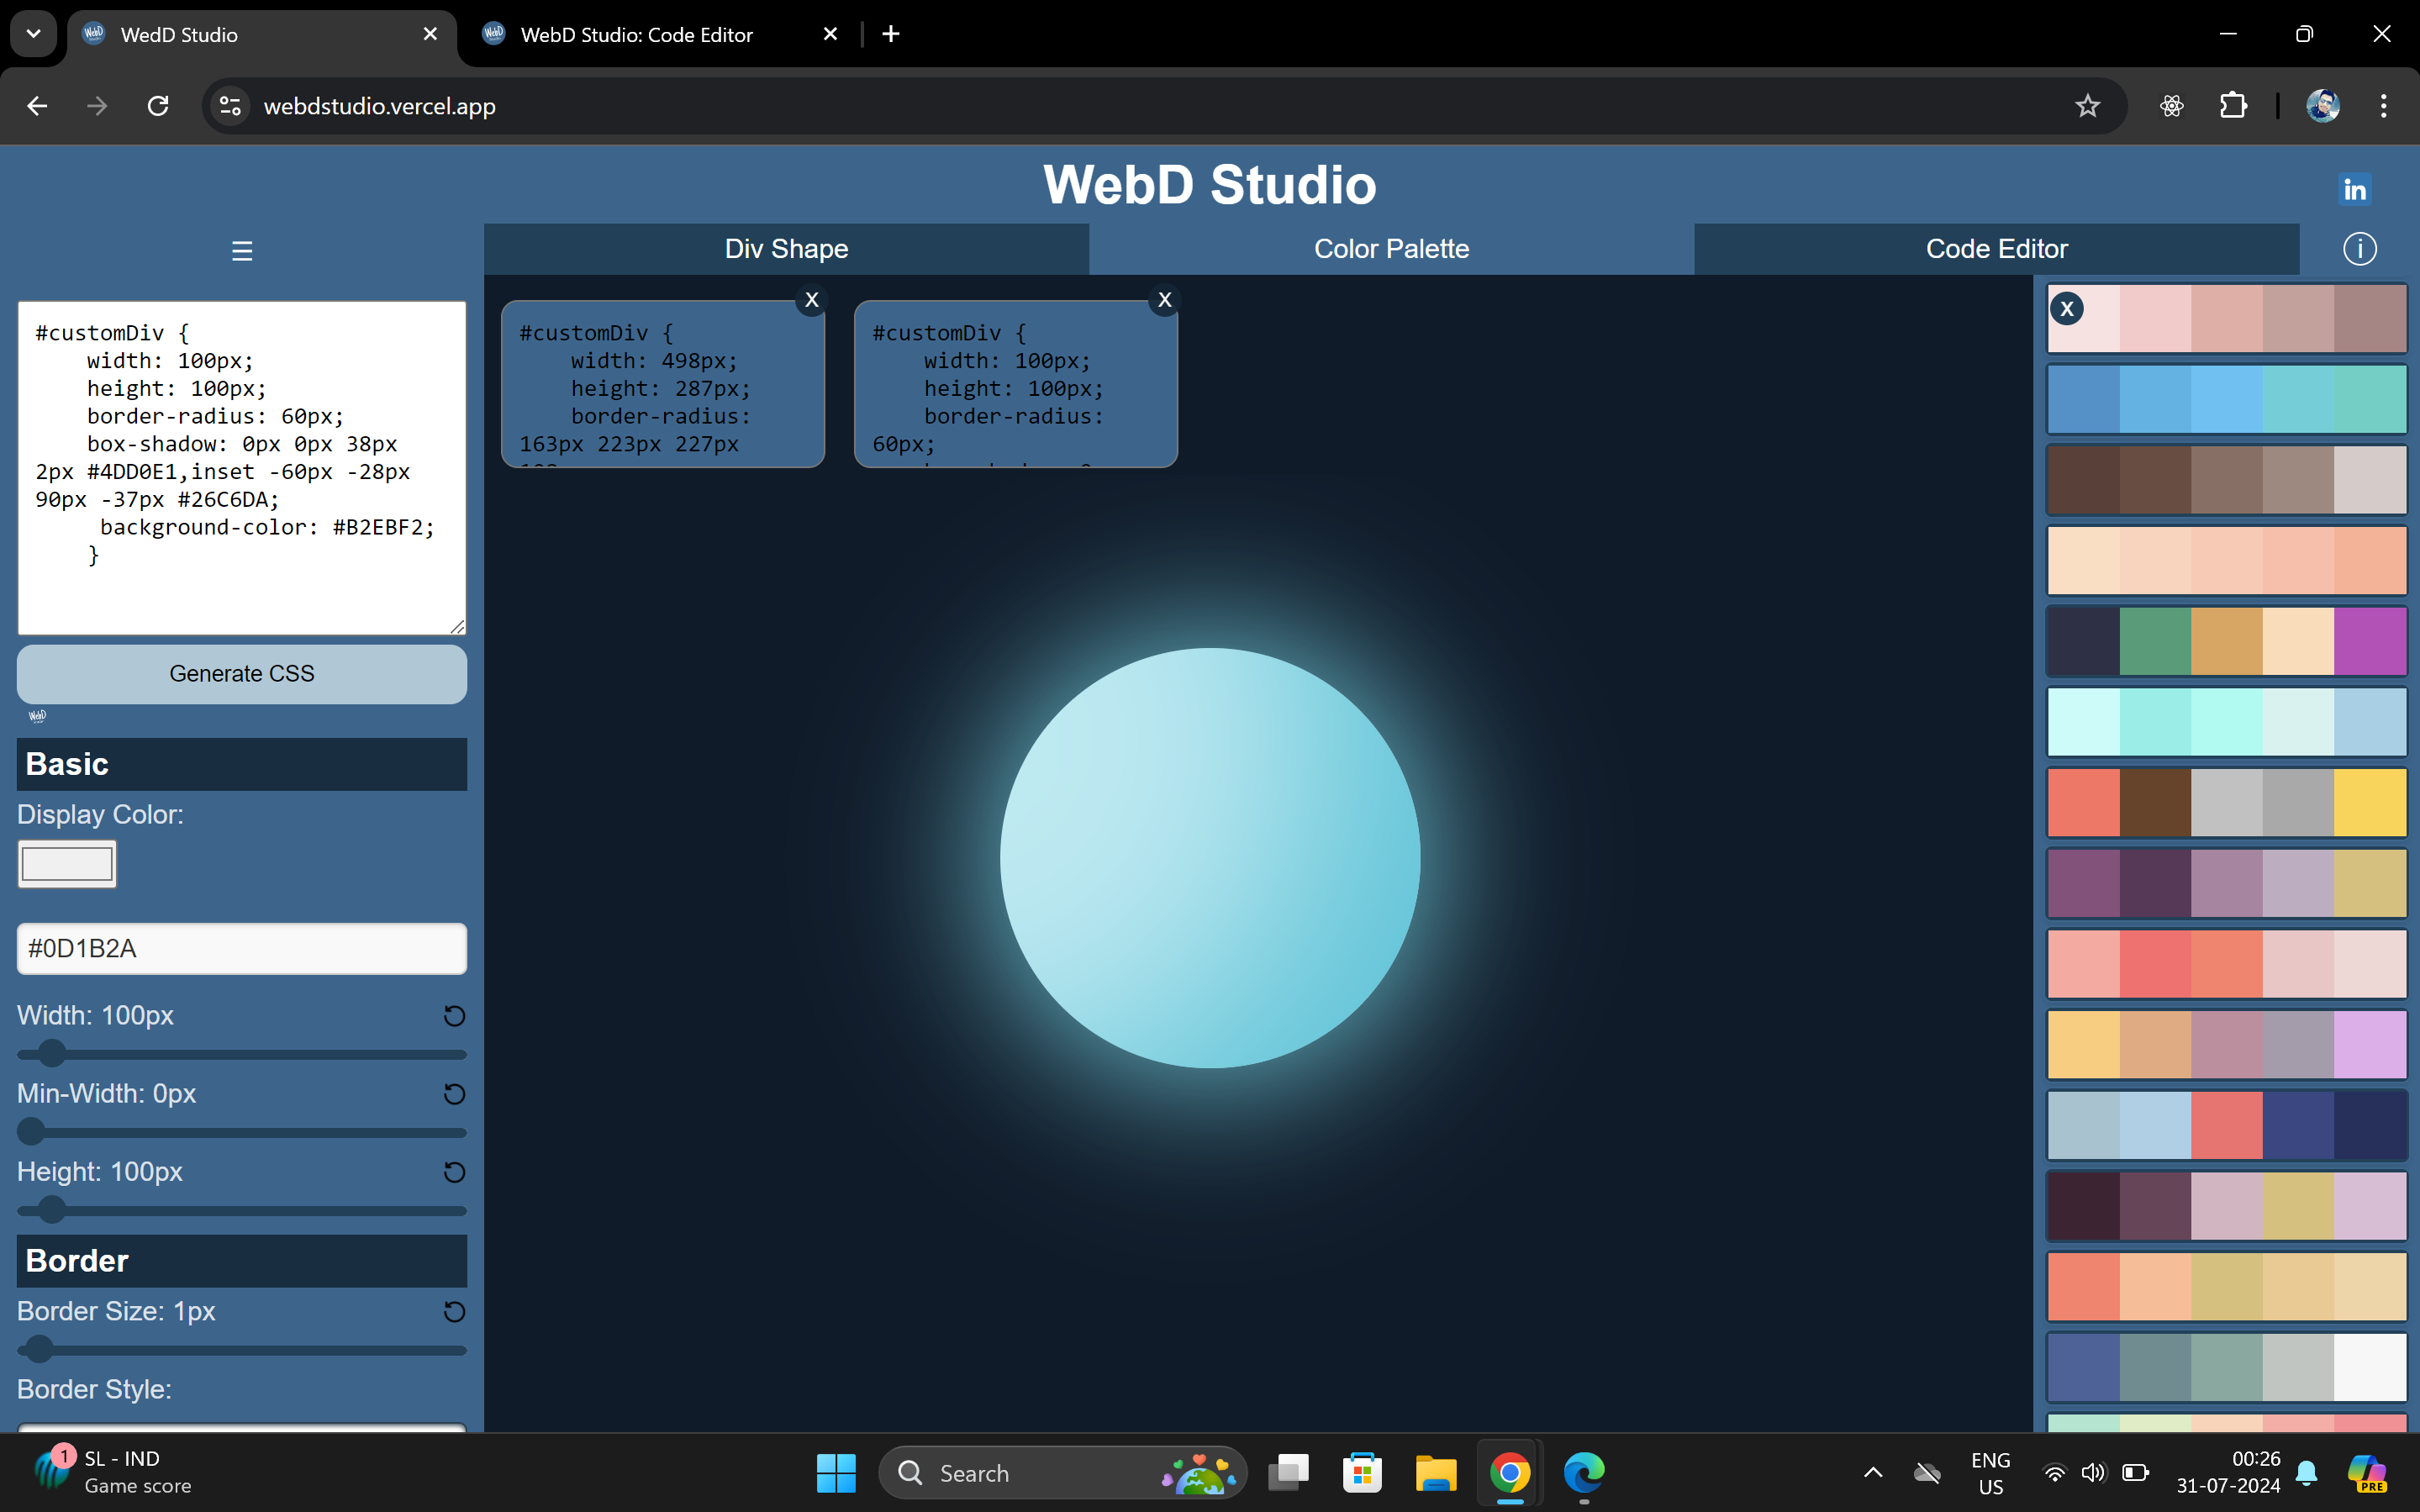 WedD Studio
WebD Studio: Code Editor
webdstudio.vercel.app
WebD Studio
in
Div Shape
Color Palette
Code Editor
i
#customDiv {
width: 100px;
height: 100px;
border-radius: 60px;
box-shadow: 0px 0px 38px
2px #4DD0E1,inset -60px -28px
90px -37px #26C6DA;
background-color: #B2EBF2;
}
Generate CSS
WebD
Basic
Display Color:
#0D1B2A
Width: 100px
Min-Width: 0px
Height: 100px
Border
Border Size: 1px
Border Style:
X
#customDiv {
width: 498px;
height: 287px;
border-radius:
163px 223px 227px
X
#customDiv {
width: 100px;
height: 100px;
border-radius:
60px;
X
1
SL - IND
Game score
Search
ENG
US
00:26
31-07-2024
PRE